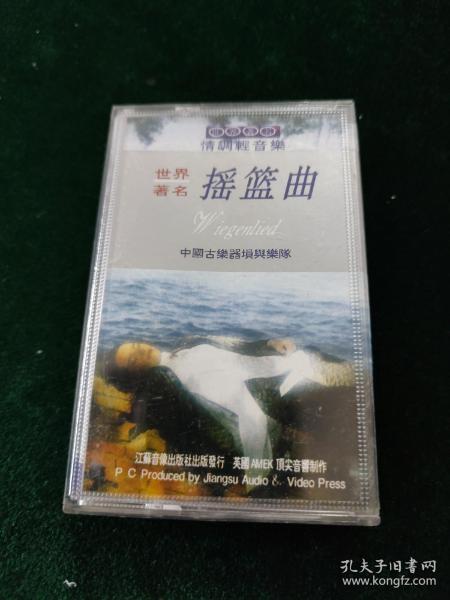 情調輕音樂
世界
著名
摇篮曲
Wiegenlied
中國古樂器塤與樂隊
江蘇音像出版社出版發行 英國AMEK頂尖音響制作
P C Produced by Jiangsu Audio & Video Press
孔夫子旧书网
www.kongfz.com